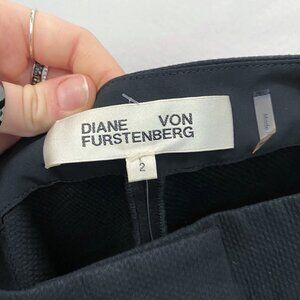 DIANE VON
FURSTENBERG
2